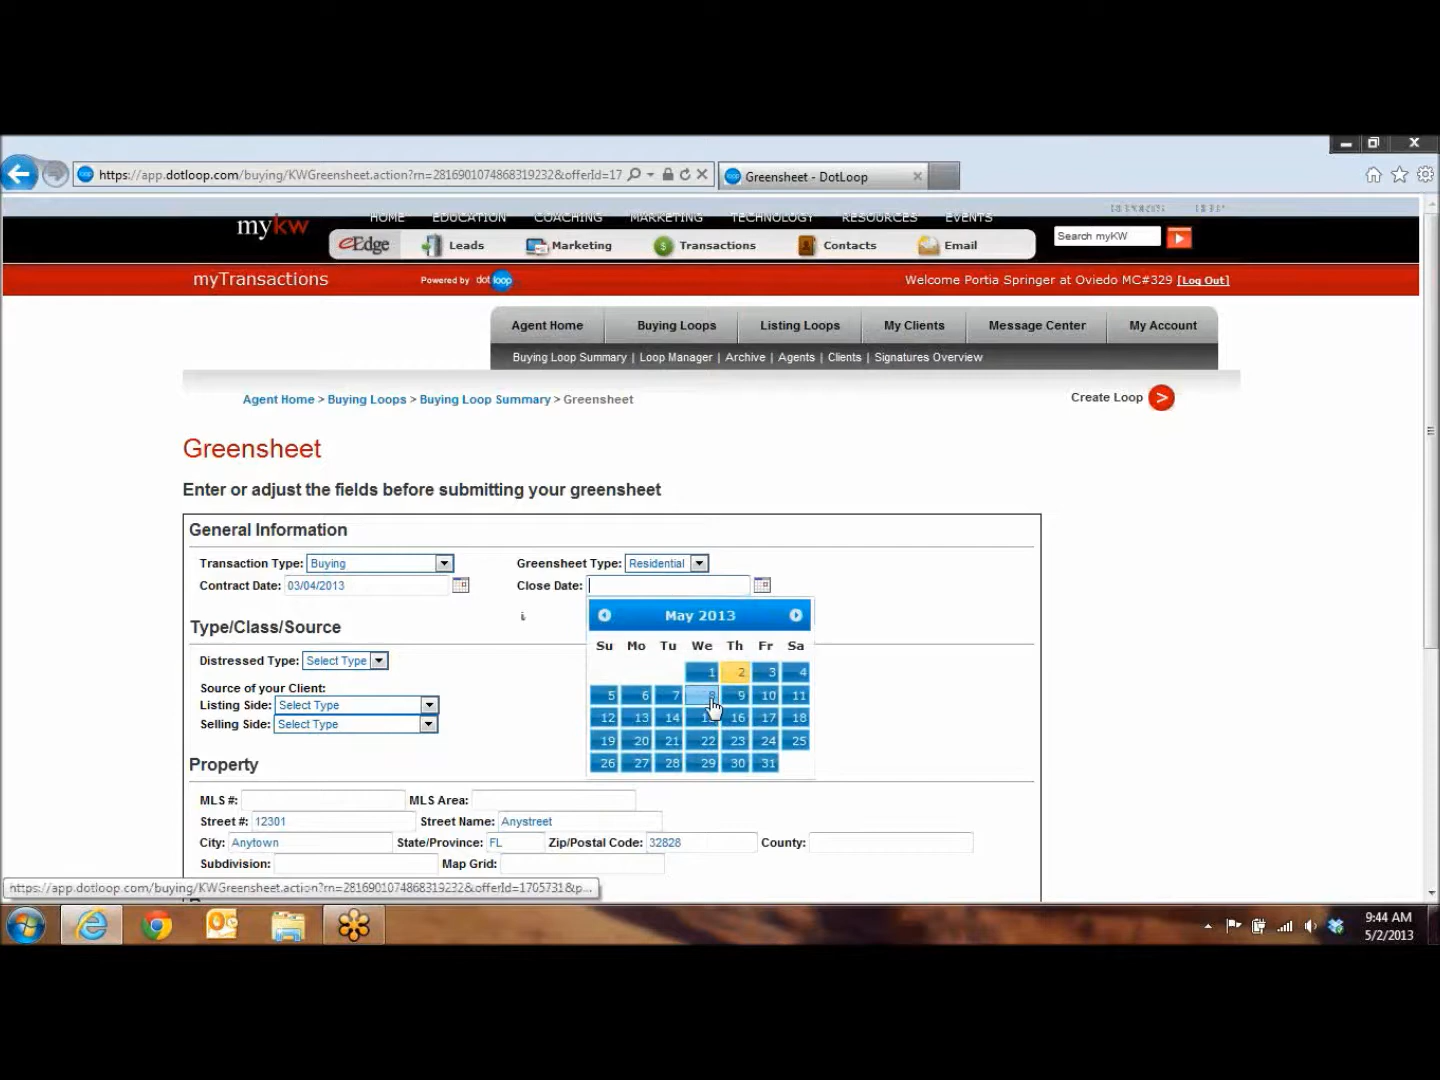 https://app.dotloop.com/buying/KWGreensheet.action?rn=2816901074868319232&offerId=17
Greensheet - DotLoop
mykw
HOME EDUCATION COACHING MARKETING TECHNOLOGY RESOURCES EVENTS
eEdge Leads Marketing Transactions Contacts Email
Search myKW
myTransactions
Powered by dotloop
Welcome Portia Springer at Oviedo MC#329 [Log Out]
Agent Home Buying Loops Listing Loops My Clients Message Center My Account
Buying Loop Summary | Loop Manager | Archive | Agents | Clients | Signatures Overview
Agent Home > Buying Loops > Buying Loop Summary > Greensheet
Create Loop >
Greensheet
Enter or adjust the fields before submitting your greensheet
General Information
Transaction Type: Buying Greensheet Type: Residential
Contract Date: 03/04/2013 Close Date:
May 2013
Su Mo Tu We Th Fr Sa
1 2 3 4
5 6 7 8 9 10 11
12 13 14 15 16 17 18
19 20 21 22 23 24 25
26 27 28 29 30 31
Type/Class/Source
Distressed Type: Select Type
Source of your Client:
Listing Side: Select Type
Selling Side: Select Type
Property
MLS #: MLS Area:
Street #: 12301 Street Name: Anystreet
City: Anytown State/Province: FL Zip/Postal Code: 32828 County:
Subdivision: Map Grid:
https://app.dotloop.com/buying/KWGreensheet.action?rn=2816901074868319232&offerId=1705731&p...
9:44 AM
5/2/2013